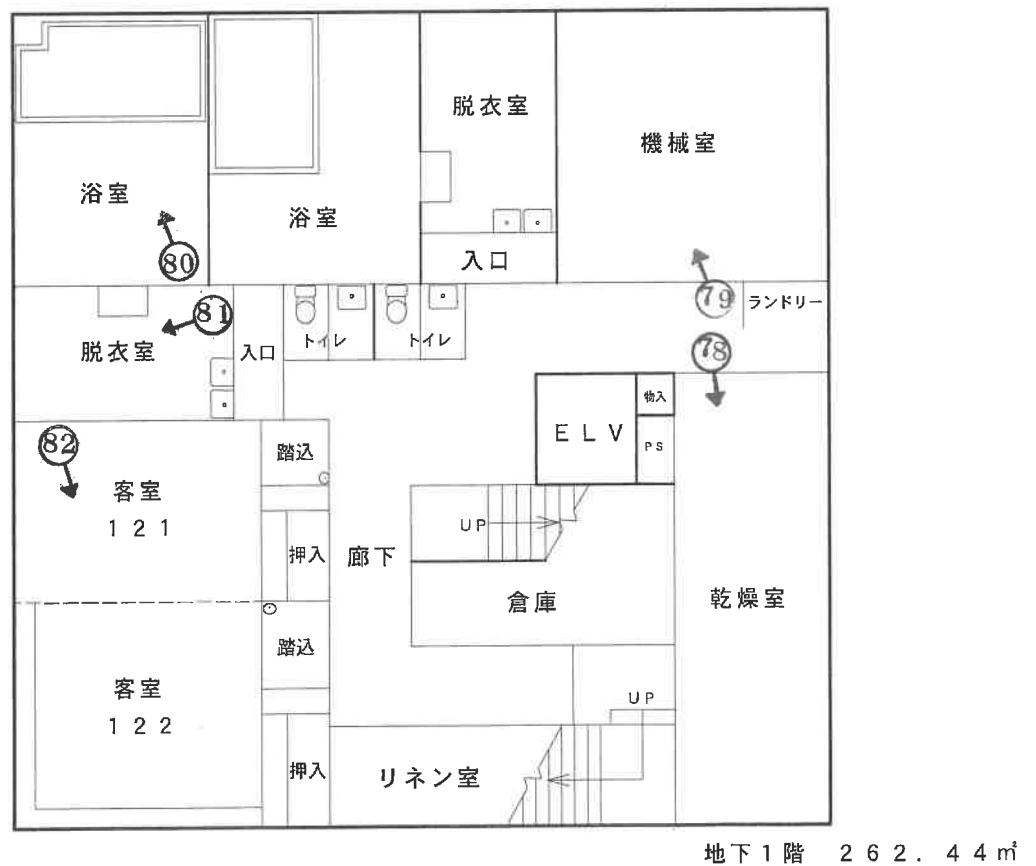 脱衣室
機械室
浴室
浴室
80
入口
79
ランドリー
81
トイレ
トイレ
脱衣室
入口
78
物入
ELV
PS
82
踏込
客室
121
UP
押入
廊下
倉庫
乾燥室
踏込
客室
122
UP
押入
リネン室
地下1階 262.44㎡